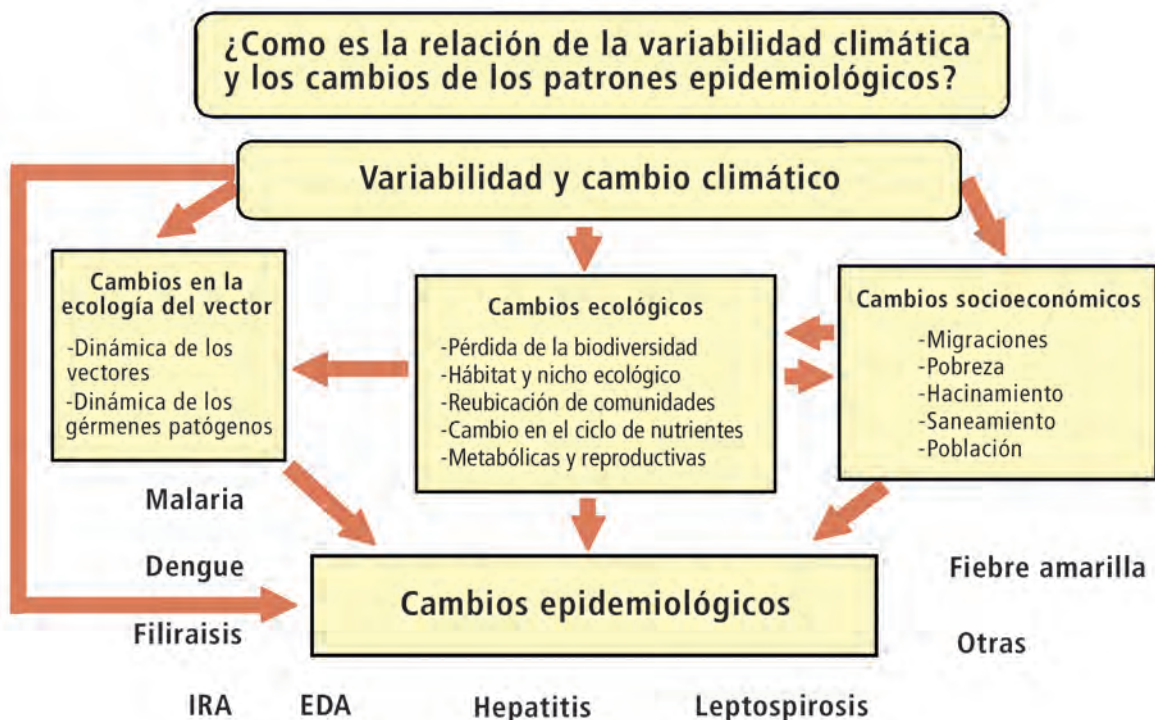 ¿Como es la relación de la variabilidad climática
y los cambios de los patrones epidemiológicos?
Variabilidad y cambio climático
Cambios en la
ecología del vector
-Dinámica de los
vectores
-Dinámica de los
gérmenes patógenos
Cambios ecológicos
-Pérdida de la biodiversidad
-Hábitat y nicho ecológico
-Reubicación de comunidades
-Cambio en el ciclo de nutrientes
-Metabólicas y reproductivas
Cambios socioeconómicos
-Migraciones
-Pobreza
-Hacinamiento
-Saneamiento
-Población
Malaria
Dengue
Filiraisis
Cambios epidemiológicos
Fiebre amarilla
Otras
IRA
EDA
Hepatitis
Leptospirosis